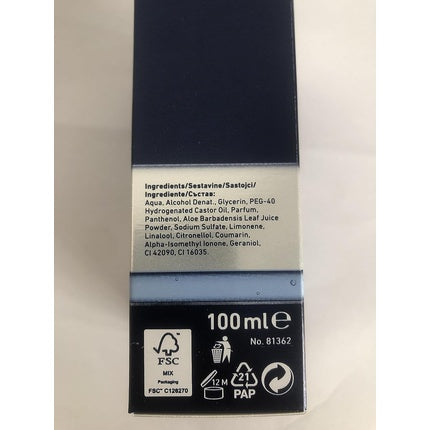 Ingredients/Sestavine/Sastojci/
Ingrediente/Състав:
Aqua, Alcohol Denat., Glycerin, PEG-40
Hydrogenated Castor Oil, Parfum,
Panthenol, Aloe Barbadensis Leaf Juice
Powder, Sodium Sulfate, Limonene,
Linalool, Citronellol, Coumarin,
Alpha-Isomethyl Ionone, Geraniol,
CI 42090, CI 16035.
100ml℮
No. 81362
FSC
MIX
Packaging
FSC® C126270
12 M
21
PAP